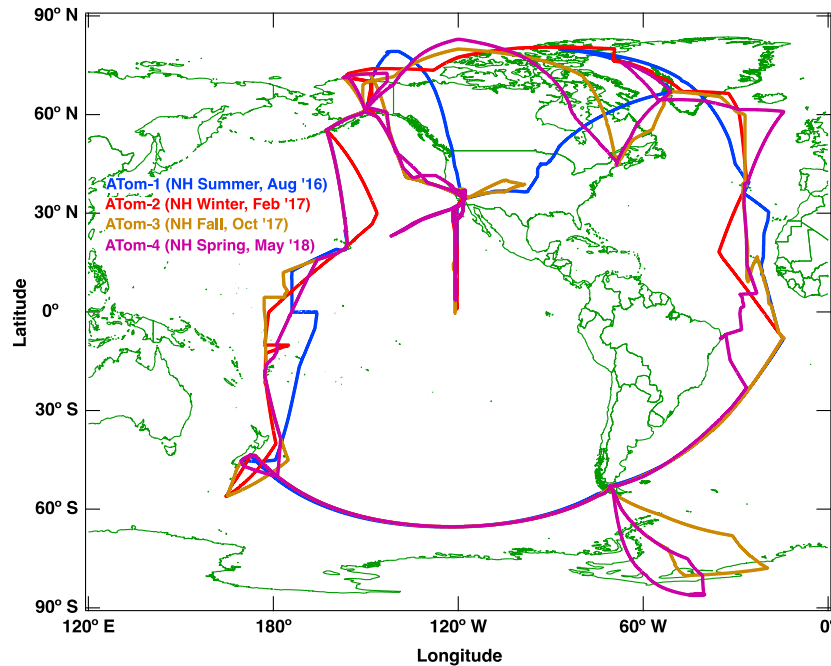 90° N
60° N
ATom-1 (NH Summer, Aug '16)
ATom-2 (NH Winter, Feb '17)
ATom-3 (NH Fall, Oct '17)
ATom-4 (NH Spring, May '18)
30° N
0°
30° S
60° S
90° S
Latitude
120° E
180°
120° W
60° W
0°
Longitude